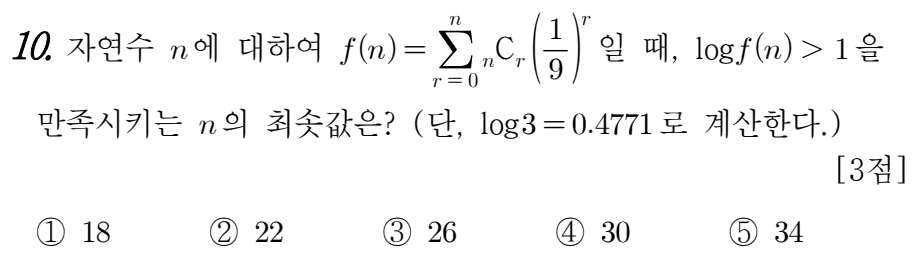 10. 자연수 n에 대하여 f(n)=∑_{r=0}^{n} {}_nC_r(1/9)^r 일 때, log f(n) > 1을
만족시키는 n의 최솟값은? (단, log3=0.4771로 계산한다.)
[3점]
① 18 ② 22 ③ 26 ④ 30 ⑤ 34